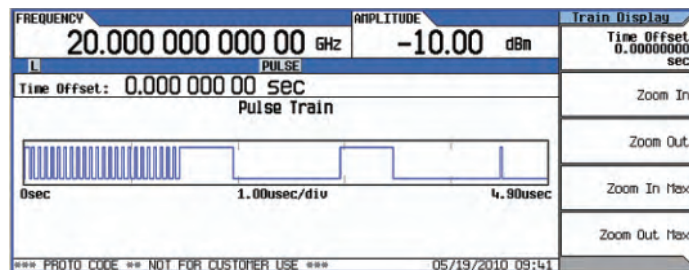 FREQUENCY
20.000 000 000 00 GHz
AMPLITUDE
-10.00 dBm
L PULSE
Time Offset: 0.000 000 00 sec
Pulse Train
0sec 1.00usec/div 4.90usec
*** PROTO CODE ** NOT FOR CUSTOMER USE *** 05/19/2010 09:41
Train Display
Time Offset
0.00000000
sec
Zoom In
Zoom Out
Zoom In Max
Zoom Out Max